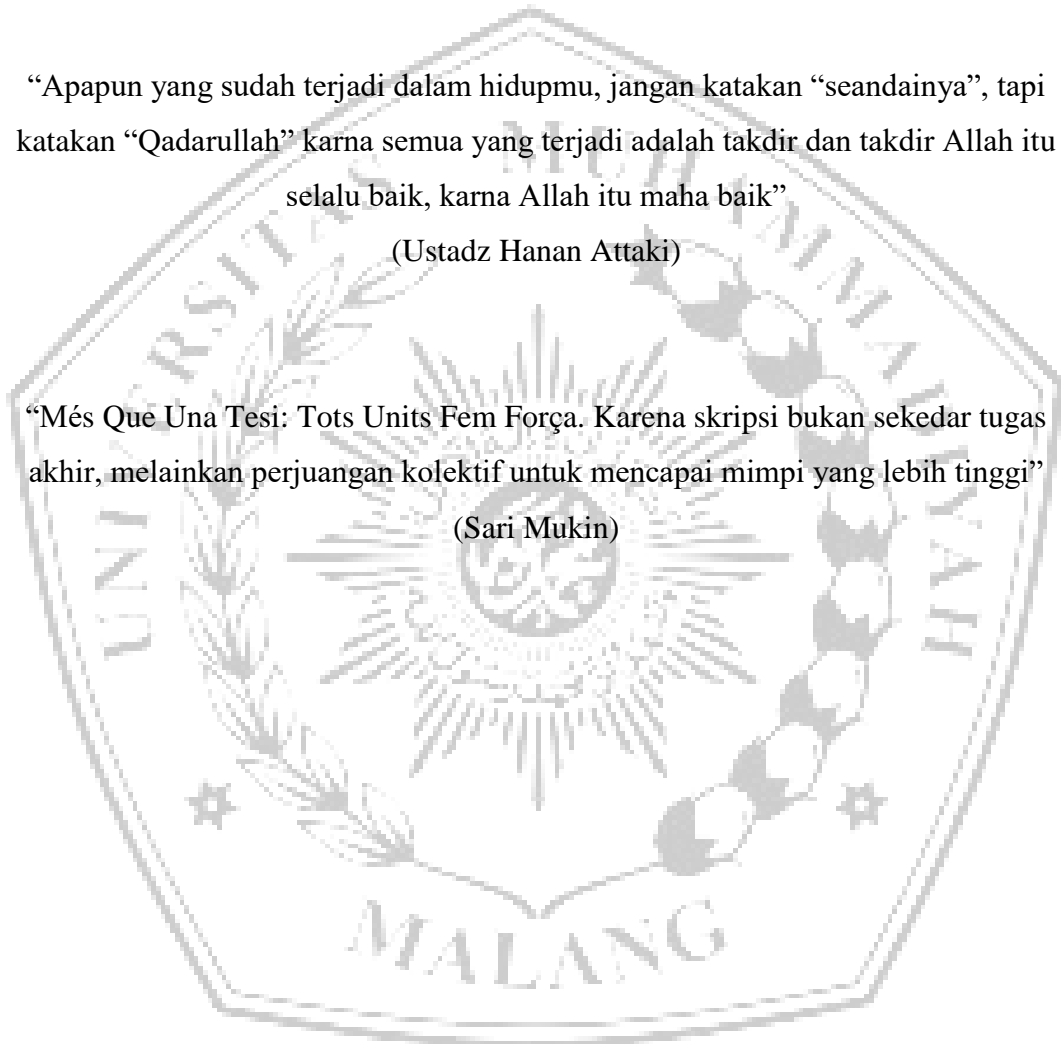 “Apapun yang sudah terjadi dalam hidupmu, jangan katakan “seandainya”, tapi
katakan “Qadarullah” karna semua yang terjadi adalah takdir dan takdir Allah itu
selalu baik, karna Allah itu maha baik”
(Ustadz Hanan Attaki)
“Més Que Una Tesi: Tots Units Fem Força. Karena skripsi bukan sekedar tugas
akhir, melainkan perjuangan kolektif untuk mencapai mimpi yang lebih tinggi”
(Sari Mukin)
UNIVERSITAS MUHAMMADIYAH
MALANG